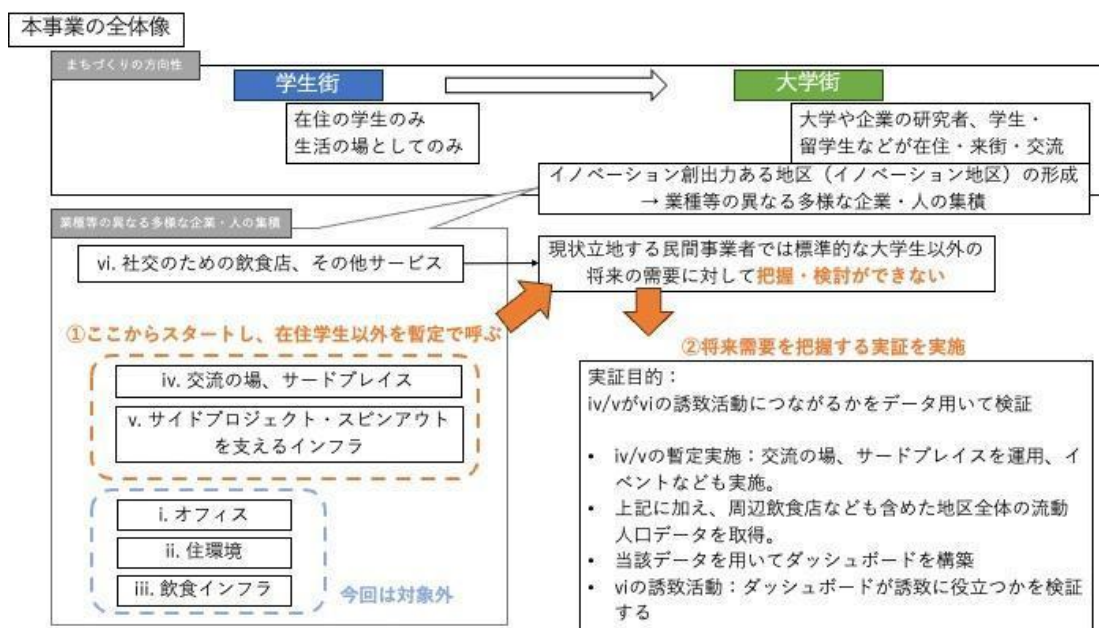 本事業の全体像
まちづくりの方向性
学生街
大学街
在住の学生のみ
生活の場としてのみ
大学や企業の研究者、学生・
留学生などが在住・来街・交流
イノベーション創出力ある地区（イノベーション地区）の形成
→ 業種等の異なる多様な企業・人の集積
業種等の異なる多様な企業・人の集積
vi. 社交のための飲食店、その他サービス
現状立地する民間事業者では標準的な大学生以外の
将来の需要に対して把握・検討ができない
①ここからスタートし、在住学生以外を暫定で呼ぶ
iv. 交流の場、サードプレイス
v. サイドプロジェクト・スピンアウト
を支えるインフラ
i. オフィス
ii. 住環境
iii. 飲食インフラ
今回は対象外
②将来需要を把握する実証を実施
実証目的：
iv/vがviの誘致活動につながるかをデータ用いて検証
• iv/vの暫定実施：交流の場、サードプレイスを運用、イ
ベントなども実施。
• 上記に加え、周辺飲食店なども含めた地区全体の流動
人口データを取得。
• 当該データを用いてダッシュボードを構築
• viの誘致活動：ダッシュボードが誘致に役立つかを検証
する